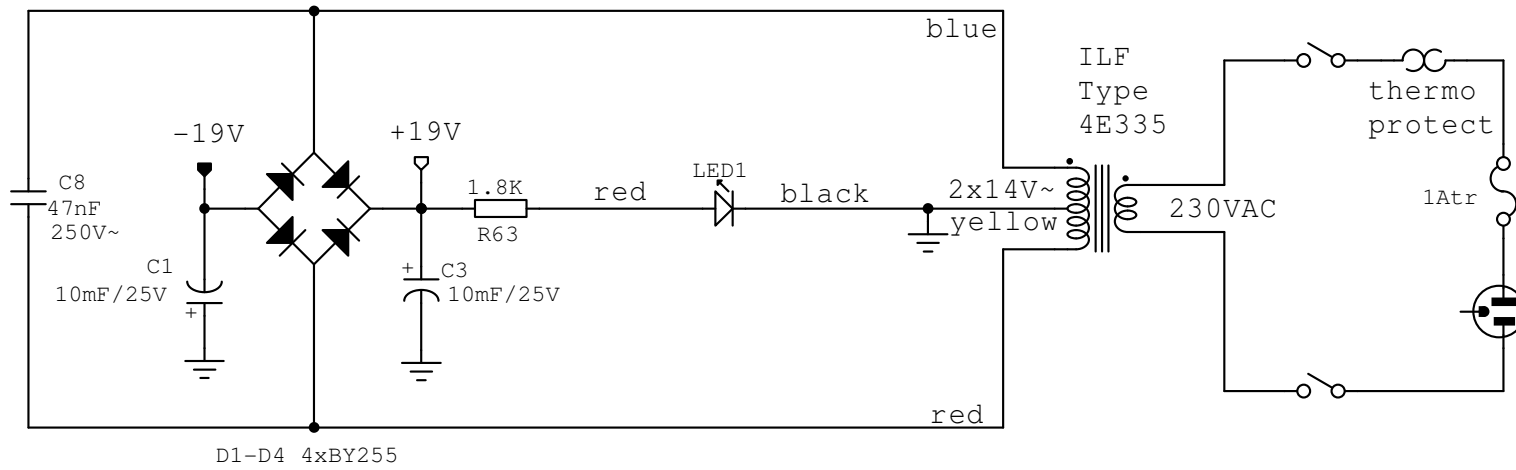 blue
ILF
Type
4E335
thermo
protect
-19V
+19V
C8
47nF
250V~
1.8K
R63
red
LED1
black
2x14V~
yellow
230VAC
1Atr
C1
10mF/25V
+
+
C3
10mF/25V
red
D1-D4 4xBY255